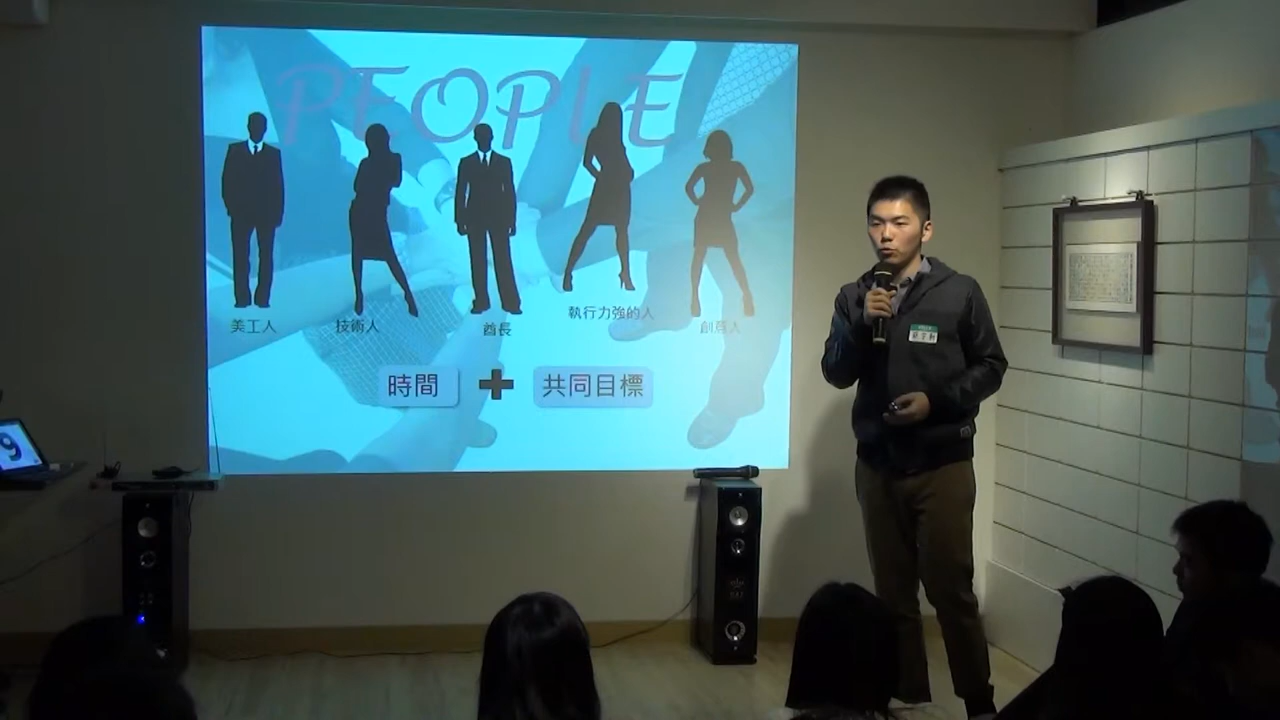 PEOPLE
美工人
技術人
酋長
執行力強的人
創意人
時間 + 共同目標
9